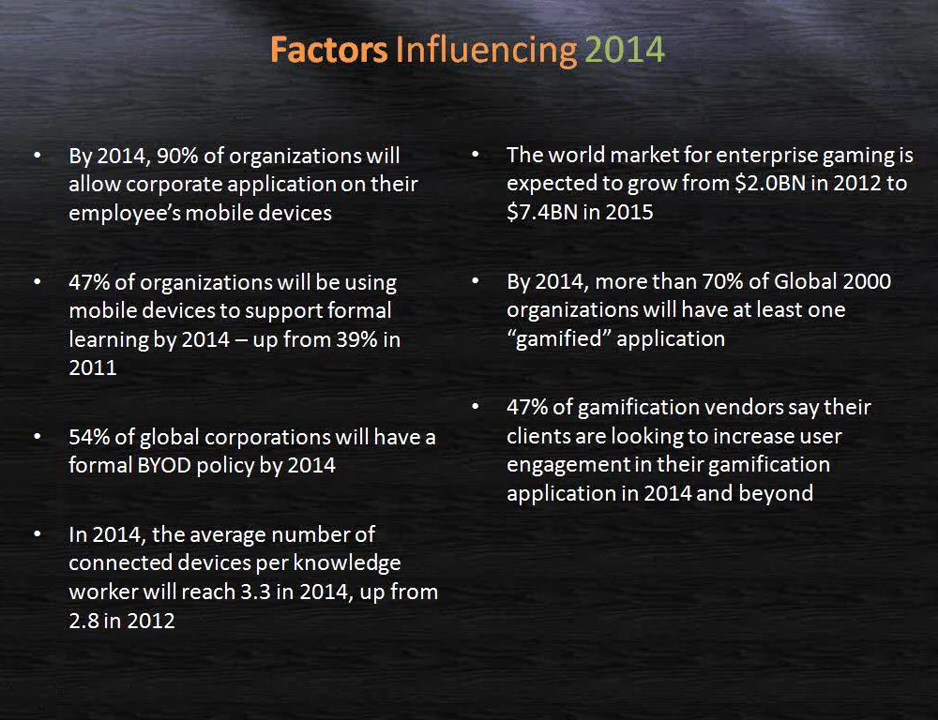 Factors Influencing 2014
• By 2014, 90% of organizations will
allow corporate application on their
employee’s mobile devices
• 47% of organizations will be using
mobile devices to support formal
learning by 2014 – up from 39% in
2011
• 54% of global corporations will have a
formal BYOD policy by 2014
• In 2014, the average number of
connected devices per knowledge
worker will reach 3.3 in 2014, up from
2.8 in 2012
• The world market for enterprise gaming is
expected to grow from $2.0BN in 2012 to
$7.4BN in 2015
• By 2014, more than 70% of Global 2000
organizations will have at least one
“gamified” application
• 47% of gamification vendors say their
clients are looking to increase user
engagement in their gamification
application in 2014 and beyond